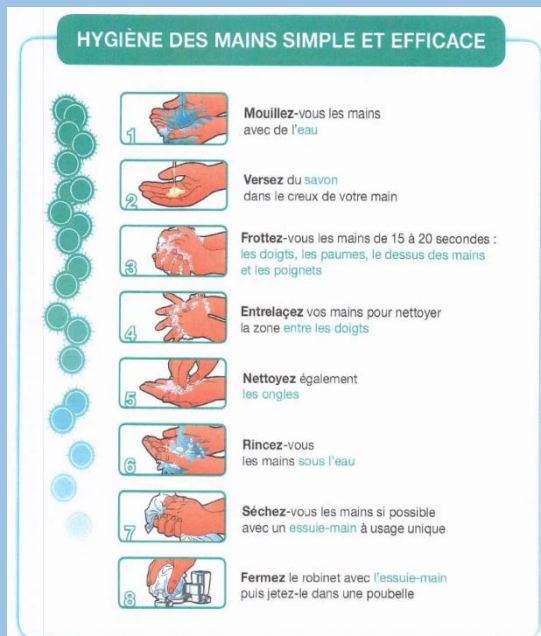 HYGIÈNE DES MAINS SIMPLE ET EFFICACE
1
Mouillez-vous les mains
avec de l'eau
2
Versez du savon
dans le creux de votre main
3
Frottez-vous les mains de 15 à 20 secondes :
les doigts, les paumes, le dessus des mains
et les poignets
4
Entrelaçez vos mains pour nettoyer
la zone entre les doigts
5
Nettoyez également
les ongles
6
Rincez-vous
les mains sous l'eau
7
Séchez-vous les mains si possible
avec un essuie-main à usage unique
8
Fermez le robinet avec l'essuie-main
puis jetez-le dans une poubelle